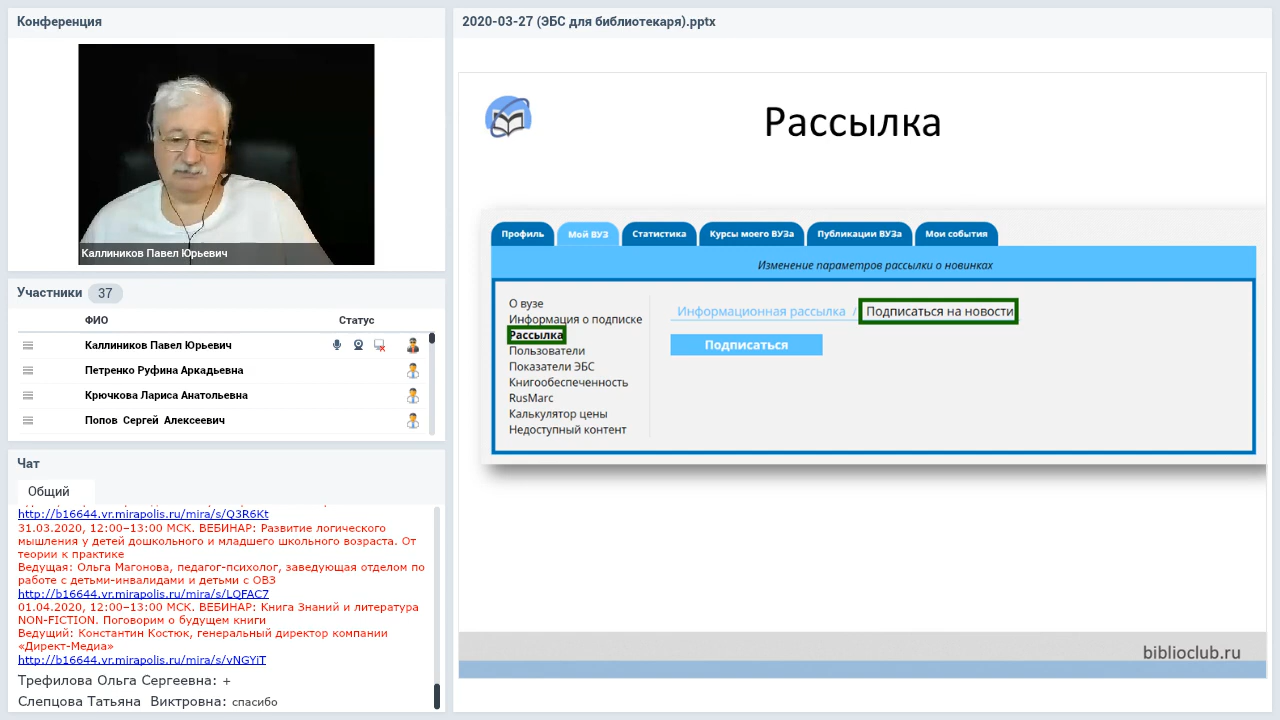 Конференция
Каллиников Павел Юрьевич
Участники 37
ФИО Статус
Каллиников Павел Юрьевич
Петренко Руфина Аркадьевна
Крючкова Лариса Анатольевна
Попов Сергей Алексеевич
Чат
Общий
http://b16644.vr.mirapolis.ru/mira/s/Q3R6Kt
31.03.2020, 12:00–13:00 МСК. ВЕБИНАР: Развитие логического
мышления у детей дошкольного и младшего школьного возраста. От
теории к практике
Ведущая: Ольга Магонова, педагог-психолог, заведующая отделом по
работе с детьми-инвалидами и детьми с ОВЗ
http://b16644.vr.mirapolis.ru/mira/s/LQFAC7
01.04.2020, 12:00–13:00 МСК. ВЕБИНАР: Книга Знаний и литература
NON-FICTION. Поговорим о будущем книги
Ведущий: Константин Костюк, генеральный директор компании
«Директ-Медиа»
http://b16644.vr.mirapolis.ru/mira/s/vNGYiT
Трефилова Ольга Сергеевна: +
Слепцова Татьяна Виктровна: спасибо
2020-03-27 (ЭБС для библиотекаря).pptx
Рассылка
Профиль Мой ВУЗ Статистика Курсы моего ВУЗа Публикации ВУЗа Мои события
Изменение параметров рассылки о новинках
О вузе
Информация о подписке
Рассылка
Пользователи
Показатели ЭБС
Книгообеспеченность
RusMarc
Калькулятор цены
Недоступный контент
Информационная рассылка / Подписаться на новости
Подписаться
biblioclub.ru